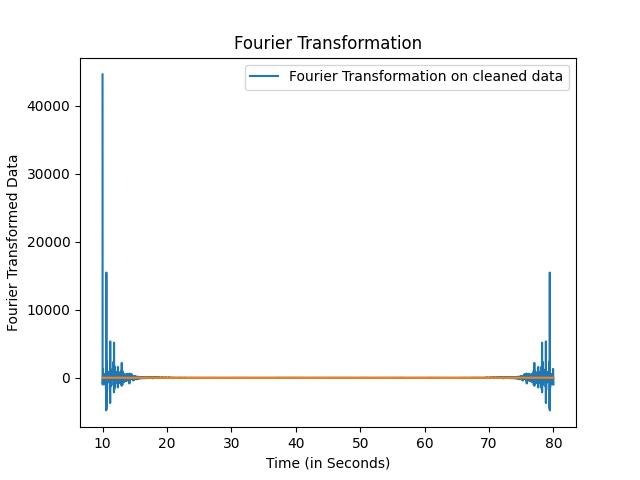 Fourier Transformation
Fourier Transformation on cleaned data
Fourier Transformed Data
40000
30000
20000
10000
0
10 20 30 40 50 60 70 80
Time (in Seconds)